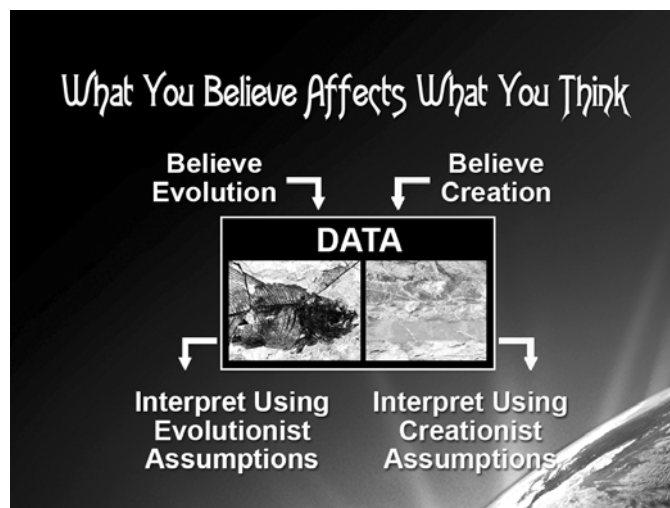 What You Believe Affects What You Think
Believe
Evolution
Believe
Creation
DATA
Interpret Using
Evolutionist
Assumptions
Interpret Using
Creationist
Assumptions